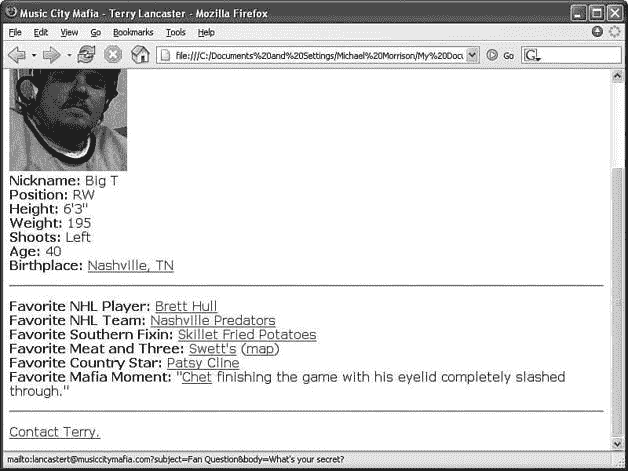 Music City Mafia - Terry Lancaster - Mozilla Firefox
File Edit View Go Bookmarks Tools Help
file:///C:/Documents%20and%20Settings/Michael%20Morrison/My%20Docu Go G
Nickname: Big T
Position: RW
Height: 6'3"
Weight: 195
Shoots: Left
Age: 40
Birthplace: Nashville, TN
Favorite NHL Player: Brett Hull
Favorite NHL Team: Nashville Predators
Favorite Southern Fixin: Skillet Fried Potatoes
Favorite Meat and Three: Swett's (map)
Favorite Country Star: Patsy Cline
Favorite Mafia Moment: "Chet finishing the game with his eyelid completely slashed
through."
Contact Terry.
mailto:lancastert@musiccitymafia.com?subject=Fan Question&body=What's your secret?